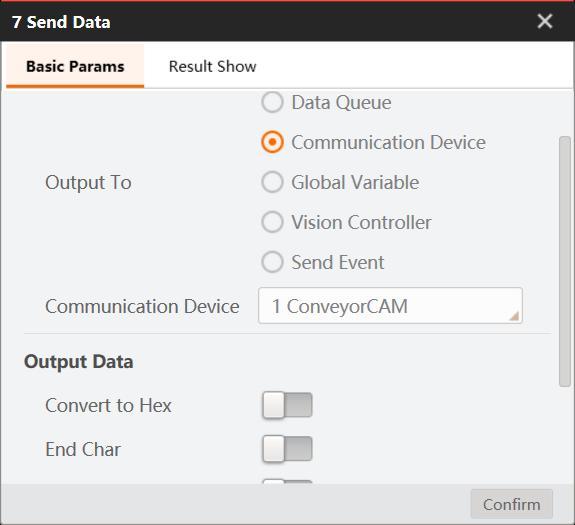 7 Send Data
Basic Params Result Show
Data Queue
Communication Device
Output To Global Variable
Vision Controller
Send Event
Communication Device 1 ConveyorCAM
Output Data
Convert to Hex
End Char
Confirm